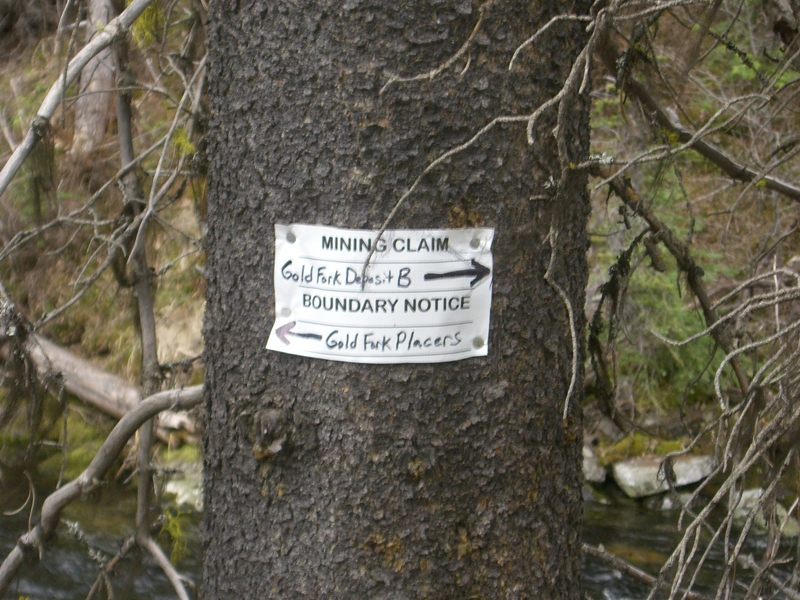 MINING CLAIM
Gold Fork Deposit B
BOUNDARY NOTICE
Gold Fork Placers